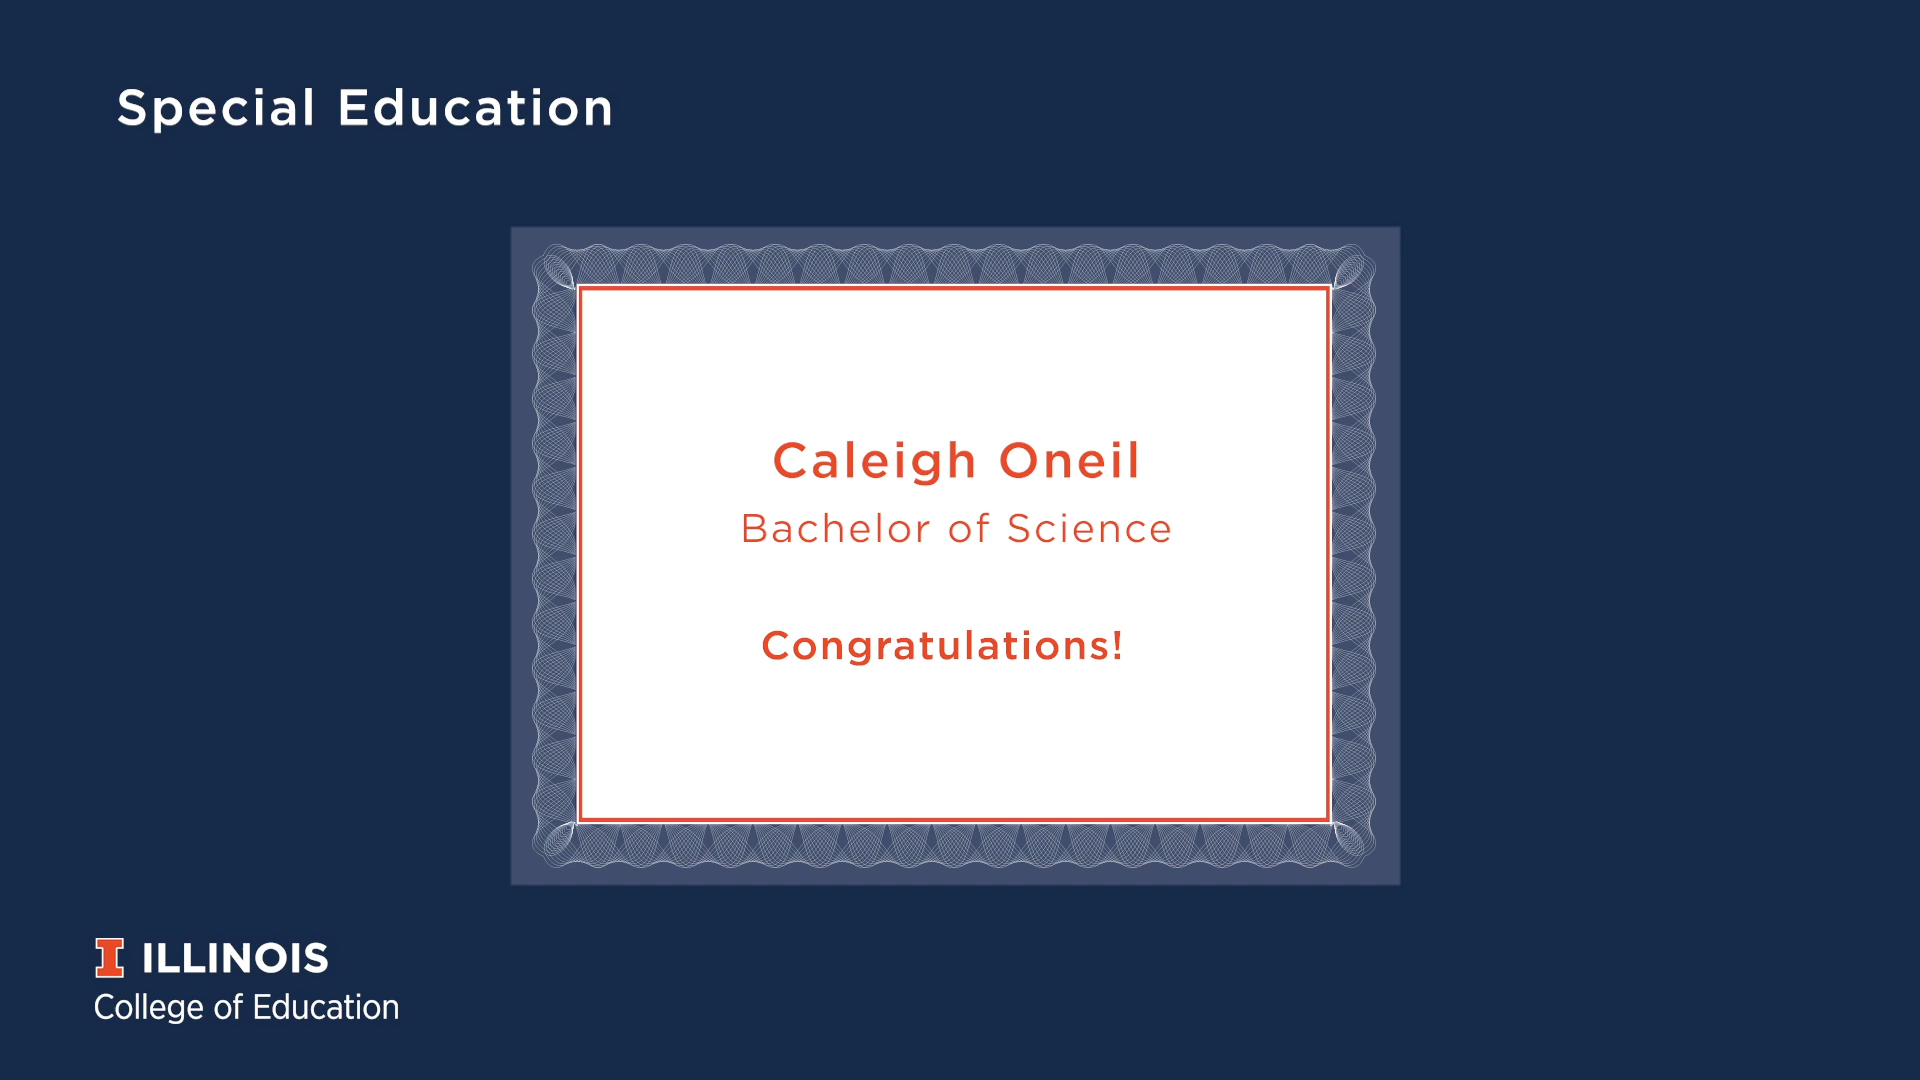 Special Education
Caleigh Oneil
Bachelor of Science
Congratulations!
I ILLINOIS
College of Education